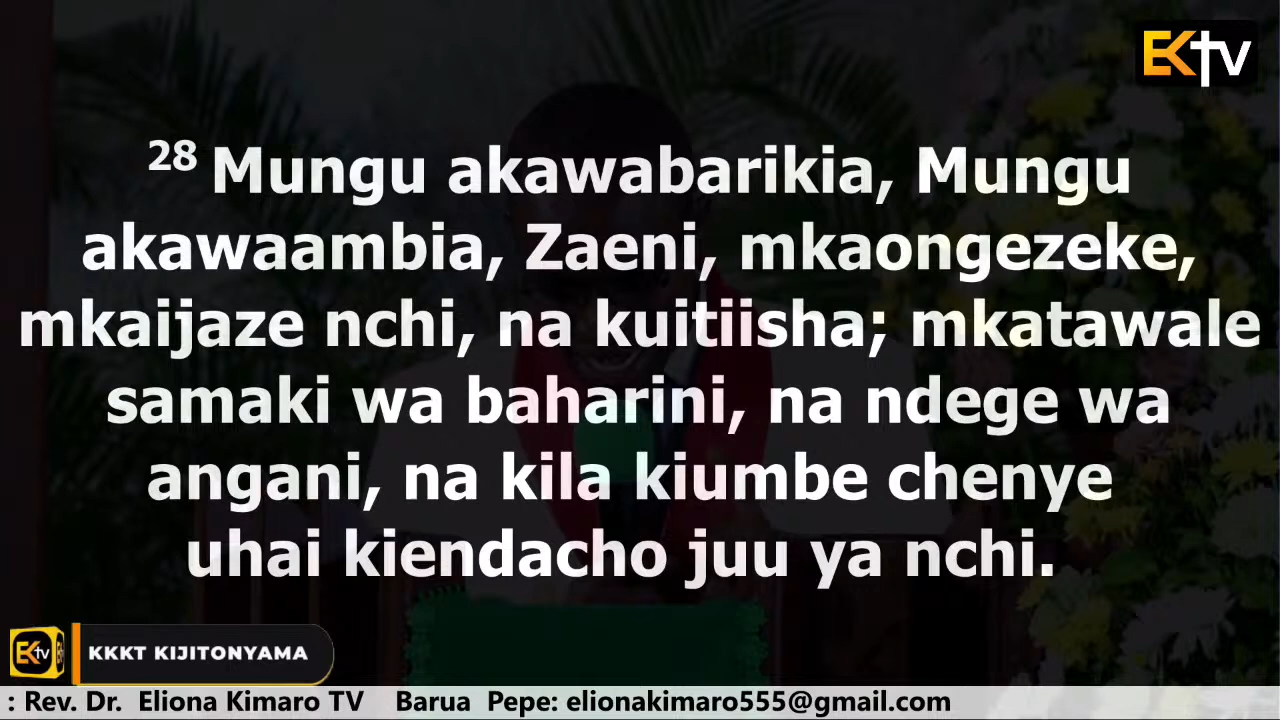 EKTV
28 Mungu akawabarikia, Mungu
akawaambia, Zaeni, mkaongezeke,
mkaijaze nchi, na kuitiisha; mkatawale
samaki wa baharini, na ndege wa
angani, na kila kiumbe chenye
uhai kiendacho juu ya nchi.
EKTV
KKKT KIJITONYAMA
: Rev. Dr. Eliona Kimaro TV Barua Pepe: elionakimaro555@gmail.com